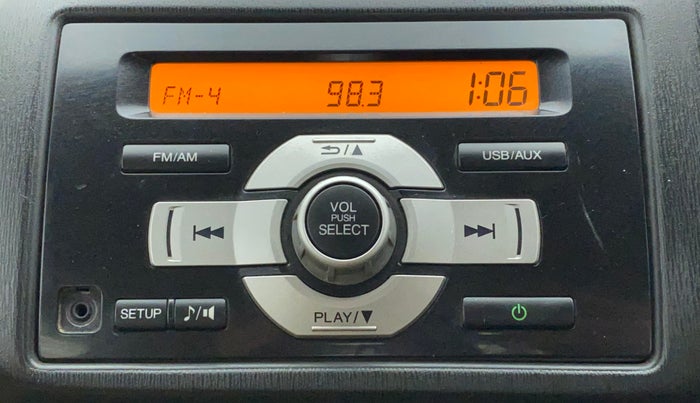 FM-4 98.3 1:06
FM/AM USB/AUX
VOL
PUSH
SELECT
SETUP
PLAY/▼